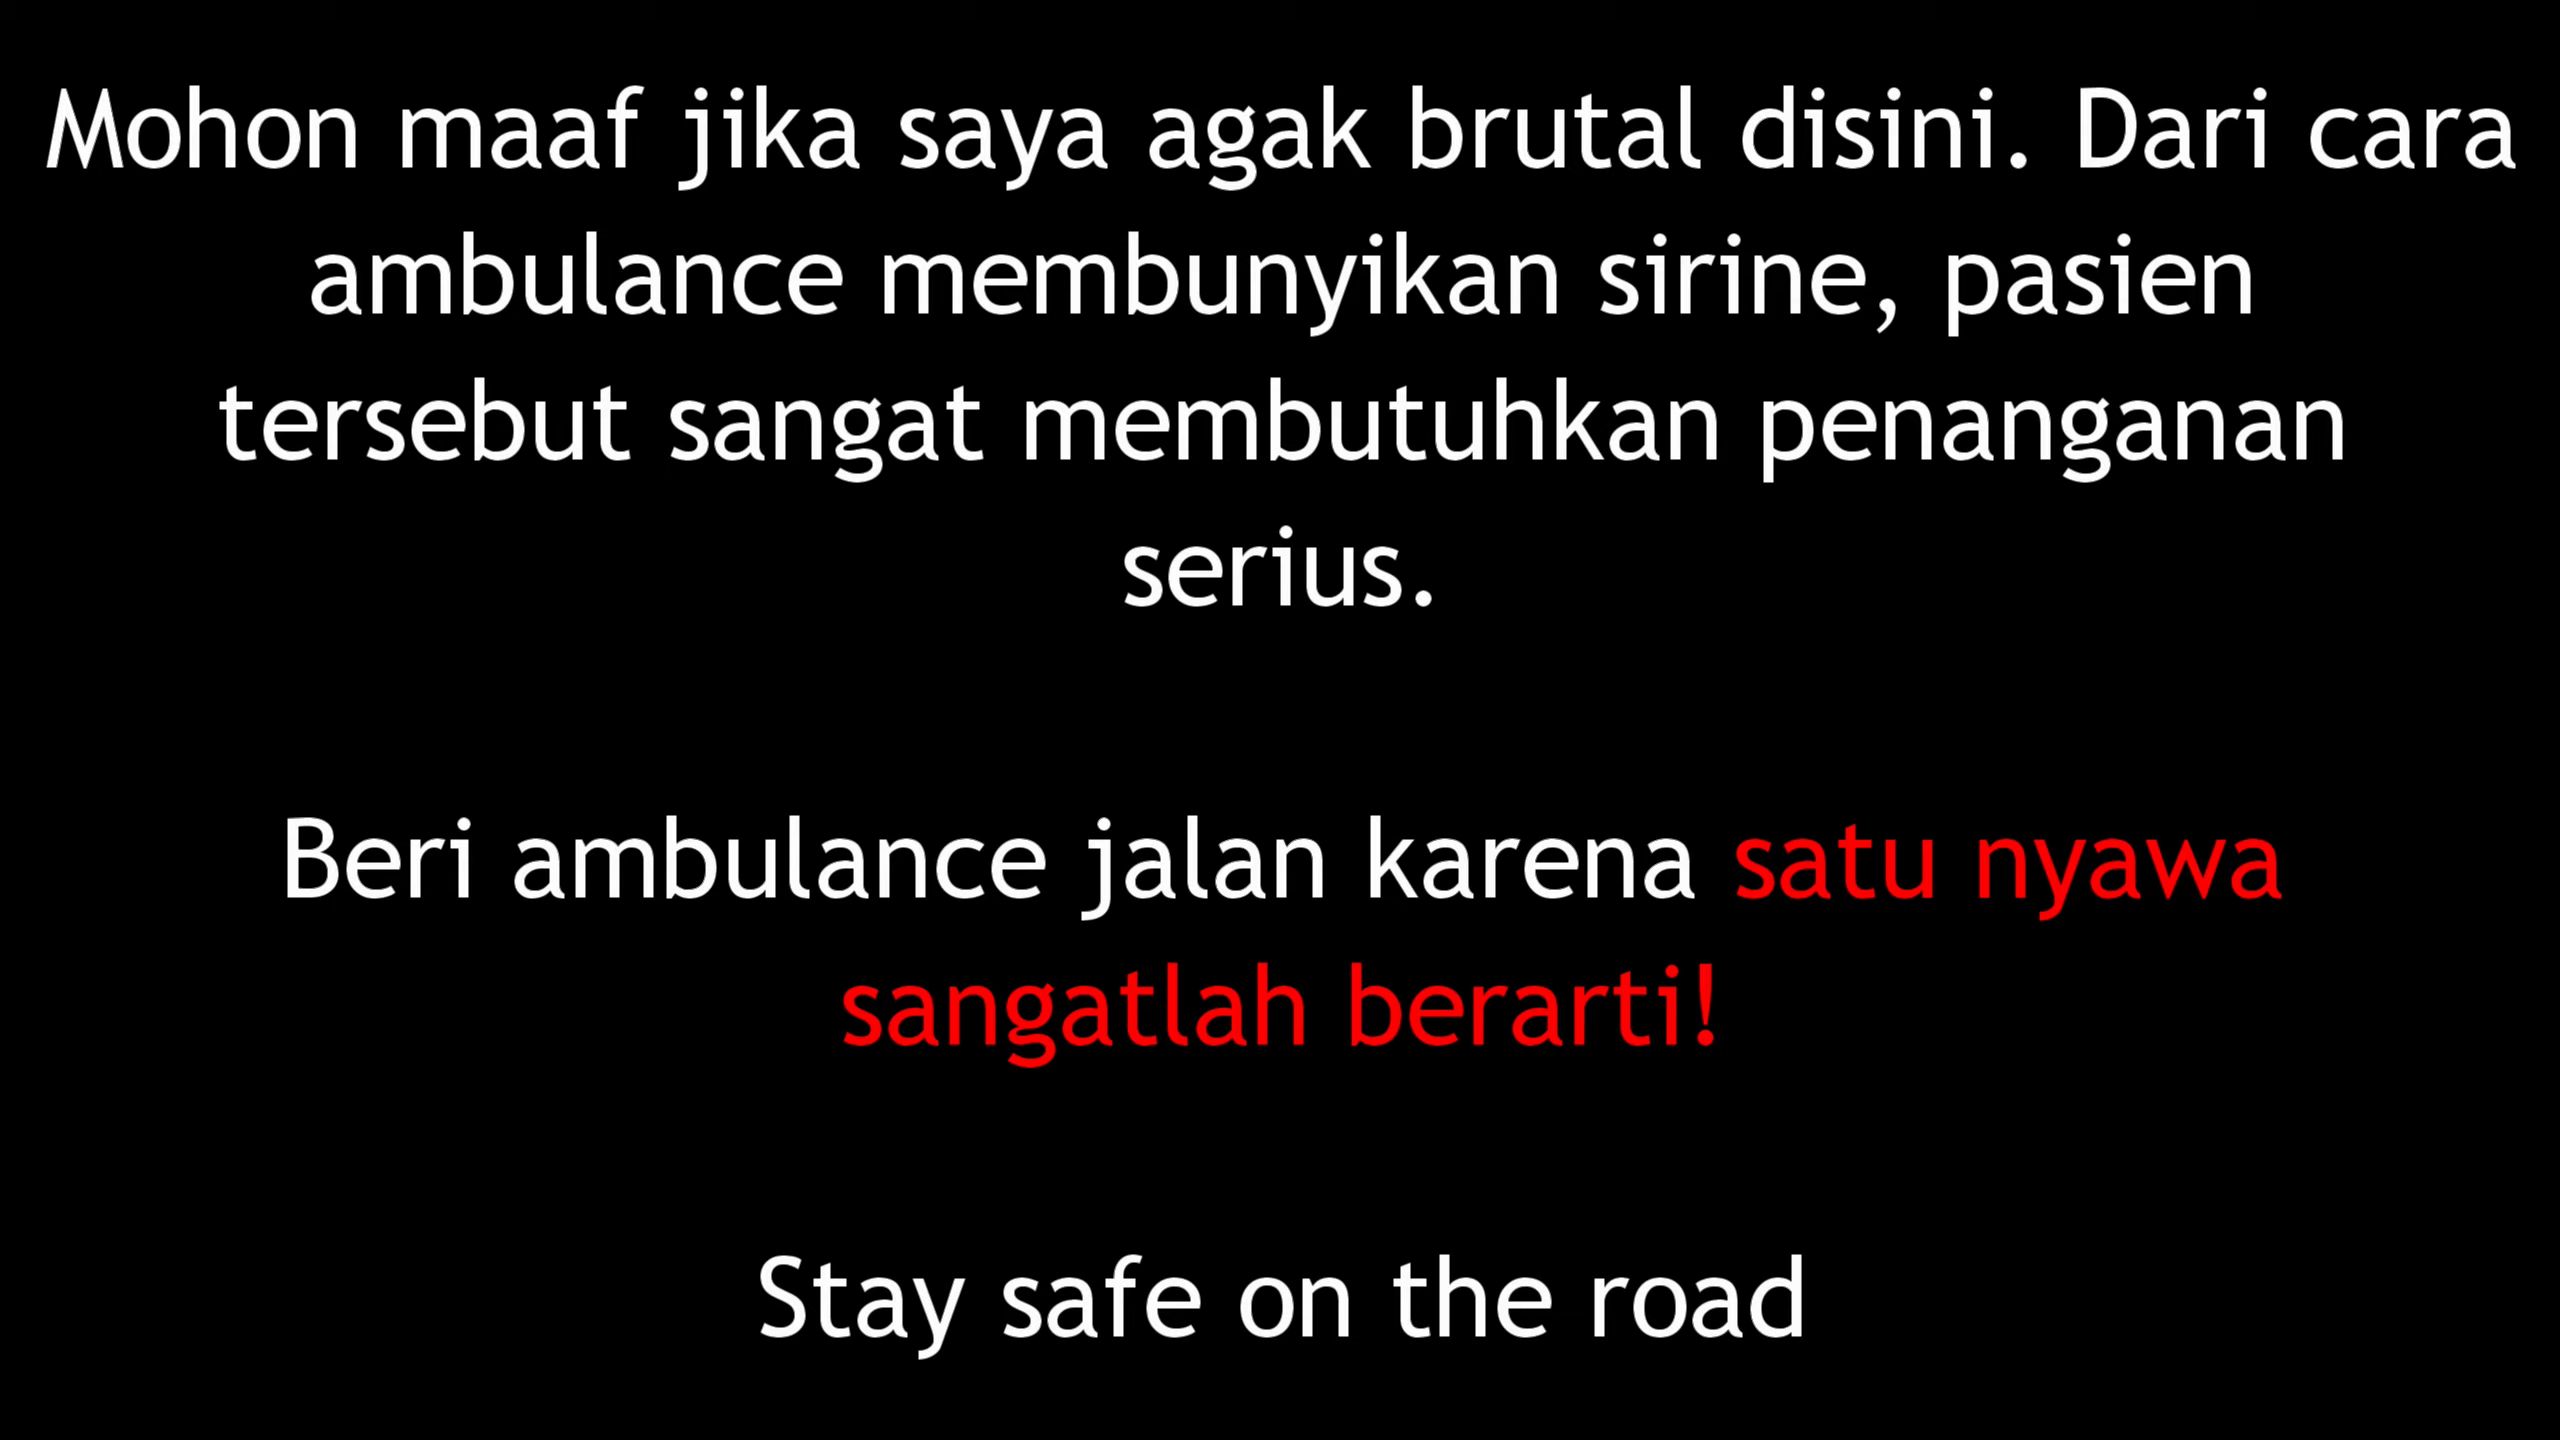 Mohon maaf jika saya agak brutal disini. Dari cara
ambulance membunyikan sirine, pasien
tersebut sangat membutuhkan penanganan
serius.
Beri ambulance jalan karena satu nyawa
sangatlah berarti!
Stay safe on the road